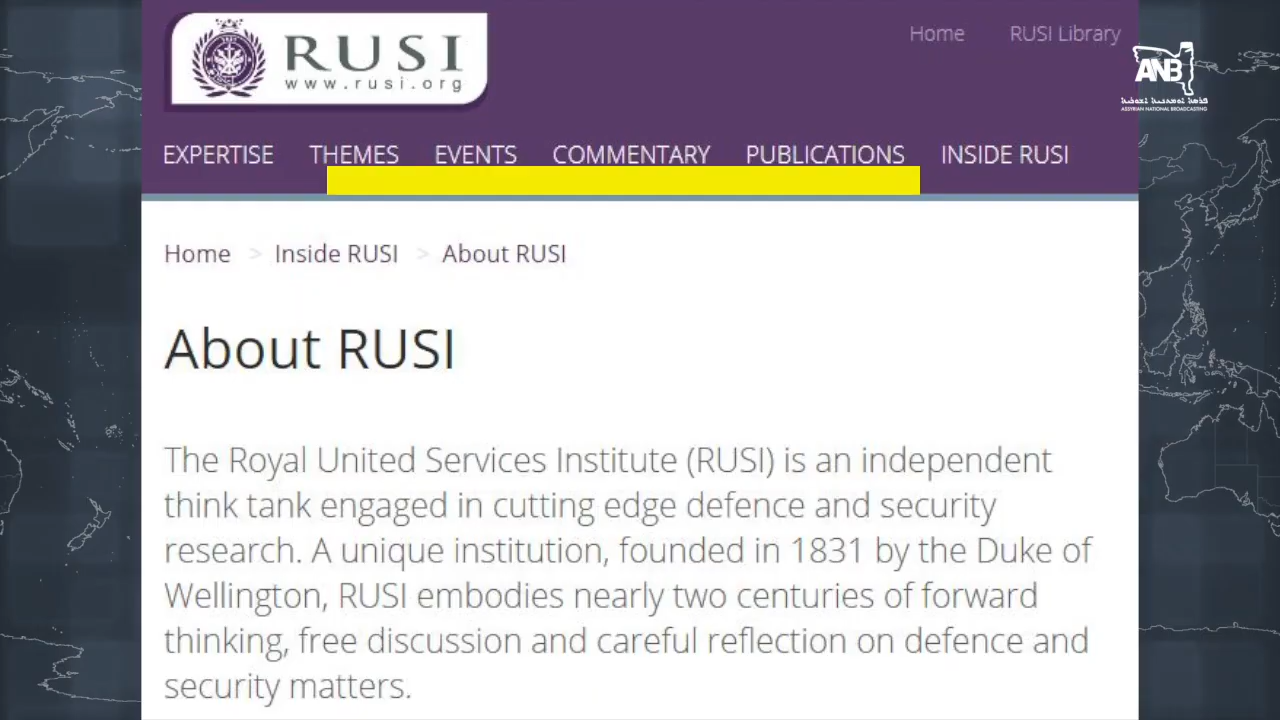 RUSI
www.rusi.org
Home RUSI Library
ANB
ASSYRIAN NATIONAL BROADCASTING
EXPERTISE THEMES EVENTS COMMENTARY PUBLICATIONS INSIDE RUSI
Home > Inside RUSI > About RUSI
About RUSI
The Royal United Services Institute (RUSI) is an independent
think tank engaged in cutting edge defence and security
research. A unique institution, founded in 1831 by the Duke of
Wellington, RUSI embodies nearly two centuries of forward
thinking, free discussion and careful reflection on defence and
security matters.